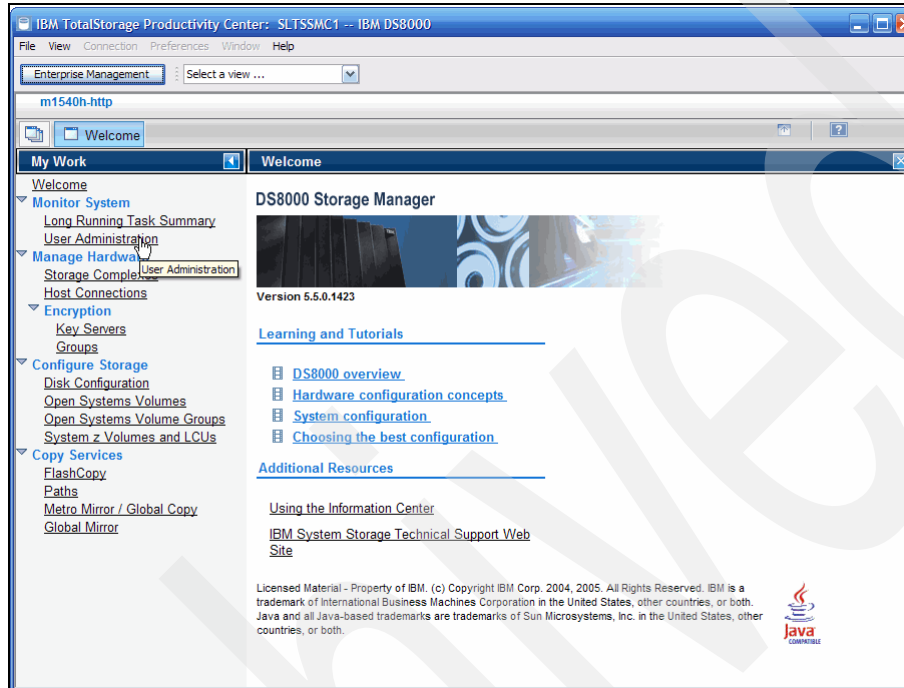 IBM TotalStorage Productivity Center: SLTSSMC1 -- IBM DS8000
File View Connection Preferences Window Help
Enterprise Management Select a view ...
m1540h-http
Welcome
My Work
Welcome
Monitor System
Long Running Task Summary
User Administration
Manage Hardware
User Administration
Storage Complexes
Host Connections
Encryption
Key Servers
Groups
Configure Storage
Disk Configuration
Open Systems Volumes
Open Systems Volume Groups
System z Volumes and LCUs
Copy Services
FlashCopy
Paths
Metro Mirror / Global Copy
Global Mirror
Welcome
DS8000 Storage Manager
Version 5.5.0.1423
Learning and Tutorials
DS8000 overview
Hardware configuration concepts
System configuration
Choosing the best configuration
Additional Resources
Using the Information Center
IBM System Storage Technical Support Web
Site
Licensed Material - Property of IBM. (c) Copyright IBM Corp. 2004, 2005. All Rights Reserved. IBM is a
trademark of International Business Machines Corporation in the United States, other countries, or both.
Java and all Java-based trademarks are trademarks of Sun Microsystems, Inc. in the United States, other
countries, or both.
Java
COMPATIBLE